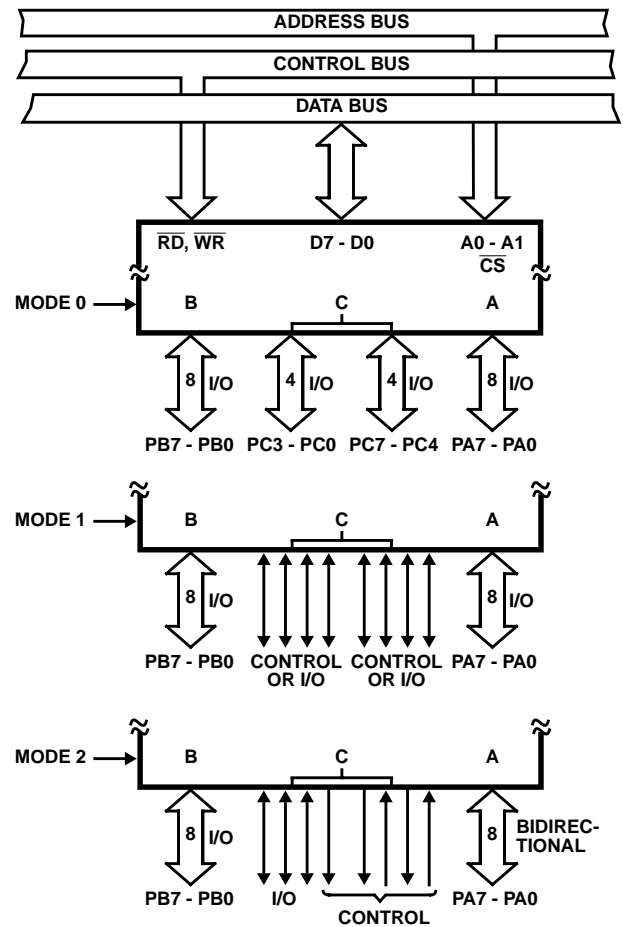 ADDRESS BUS
CONTROL BUS
DATA BUS
RD, WR D7 - D0 A0 - A1
CS
MODE 0 B C A
8 I/O 4 I/O 4 I/O 8 I/O
PB7 - PB0 PC3 - PC0 PC7 - PC4 PA7 - PA0
MODE 1 B C A
8 I/O 8 I/O
PB7 - PB0 CONTROL CONTROL PA7 - PA0
OR I/O OR I/O
MODE 2 B C A
8 I/O 8 BIDIREC-
TIONAL
PB7 - PB0 I/O PA7 - PA0
CONTROL